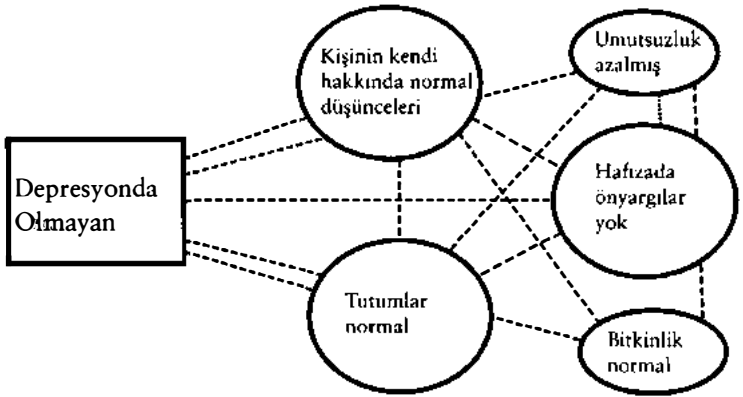 Depresyonda
Olmayan
Kişinin kendi
hakkında normal
düşünceleri
Tutumlar
normal
Umutsuzluk
azalmış
Hafızada
önyargılar
yok
Bitkinlik
normal